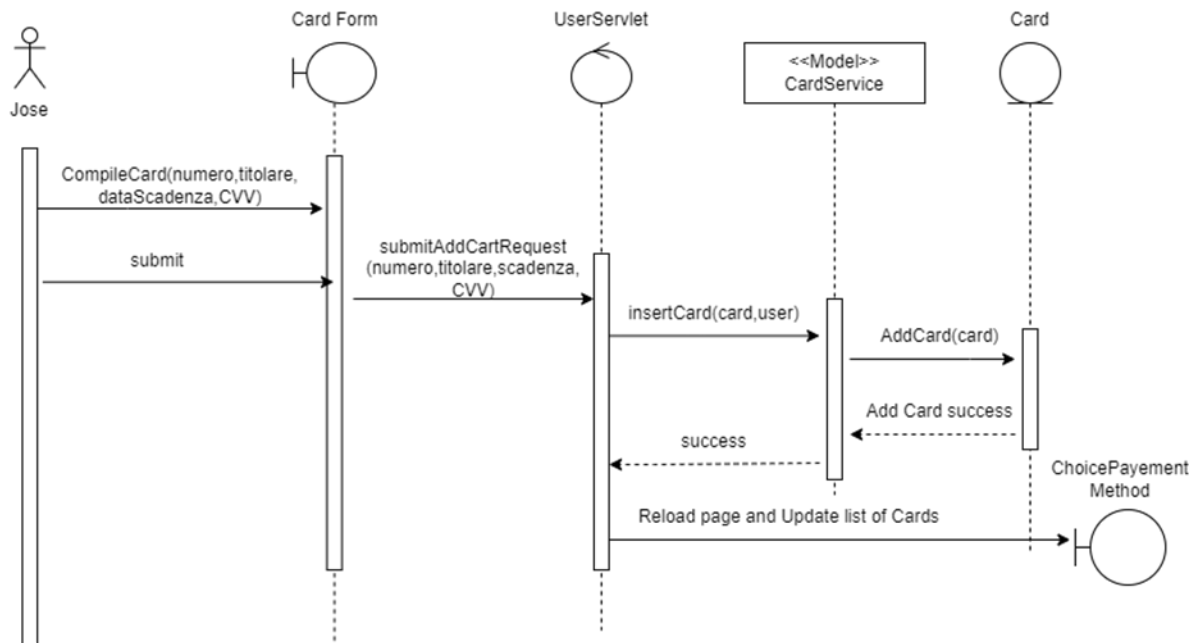 Card Form
UserServlet
Card
<<Model>>
CardService
Jose
CompileCard(numero,titolare,
dataScadenza,CVV)
submitAddCartRequest
(numero,titolare,scadenza,
CVV)
submit
insertCard(card,user)
AddCard(card)
Add Card success
success
ChoicePayement
Method
Reload page and Update list of Cards